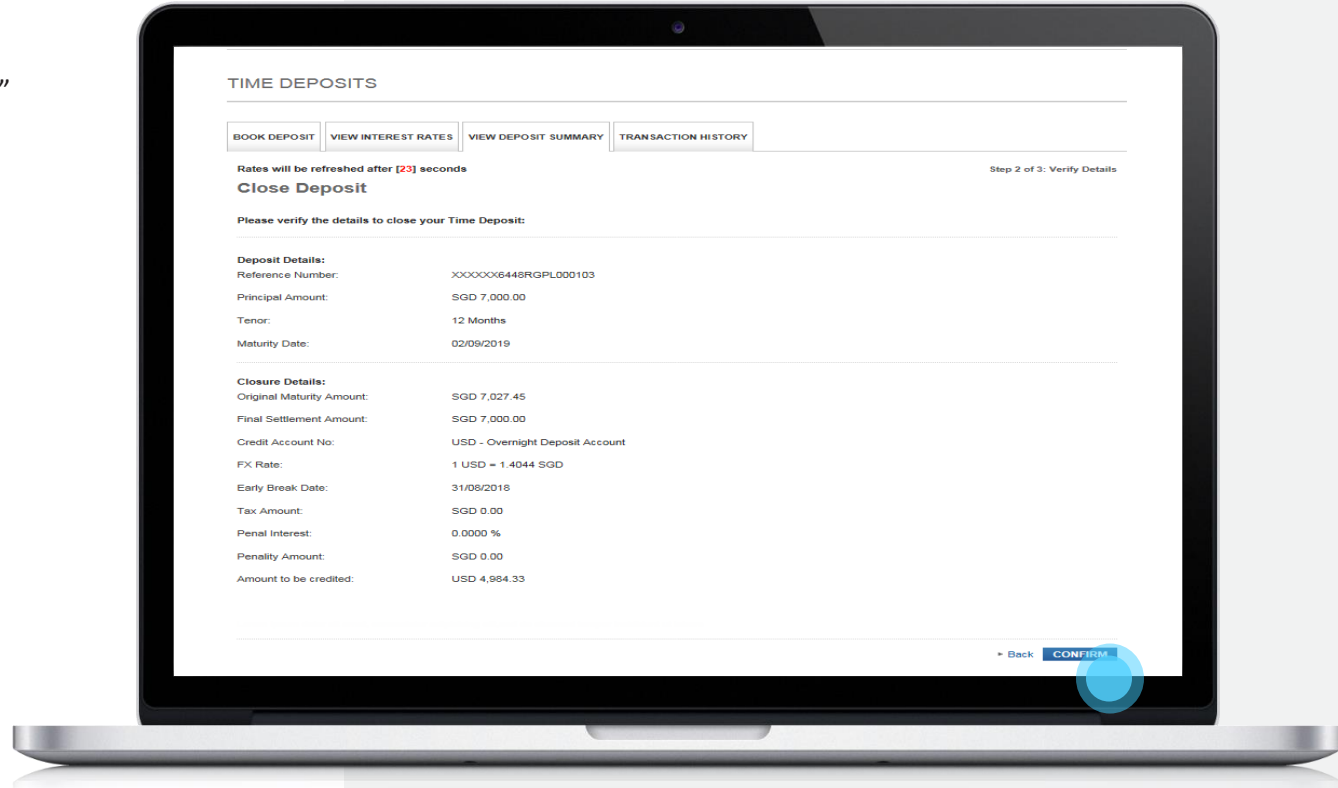 ”
TIME DEPOSITS
BOOK DEPOSIT VIEW INTEREST RATES VIEW DEPOSIT SUMMARY TRANSACTION HISTORY
Rates will be refreshed after [23] seconds Step 2 of 3: Verify Details
Close Deposit
Please verify the details to close your Time Deposit:
Deposit Details:
Reference Number: XXXXXX6448RGPL000103
Principal Amount: SGD 7,000.00
Tenor: 12 Months
Maturity Date: 02/09/2019
Closure Details:
Original Maturity Amount: SGD 7,027.45
Final Settlement Amount: SGD 7,000.00
Credit Account No: USD - Overnight Deposit Account
FX Rate: 1 USD = 1.4044 SGD
Early Break Date: 31/08/2018
Tax Amount: SGD 0.00
Penal Interest: 0.0000 %
Penality Amount: SGD 0.00
Amount to be credited: USD 4,984.33
Back CONFIRM